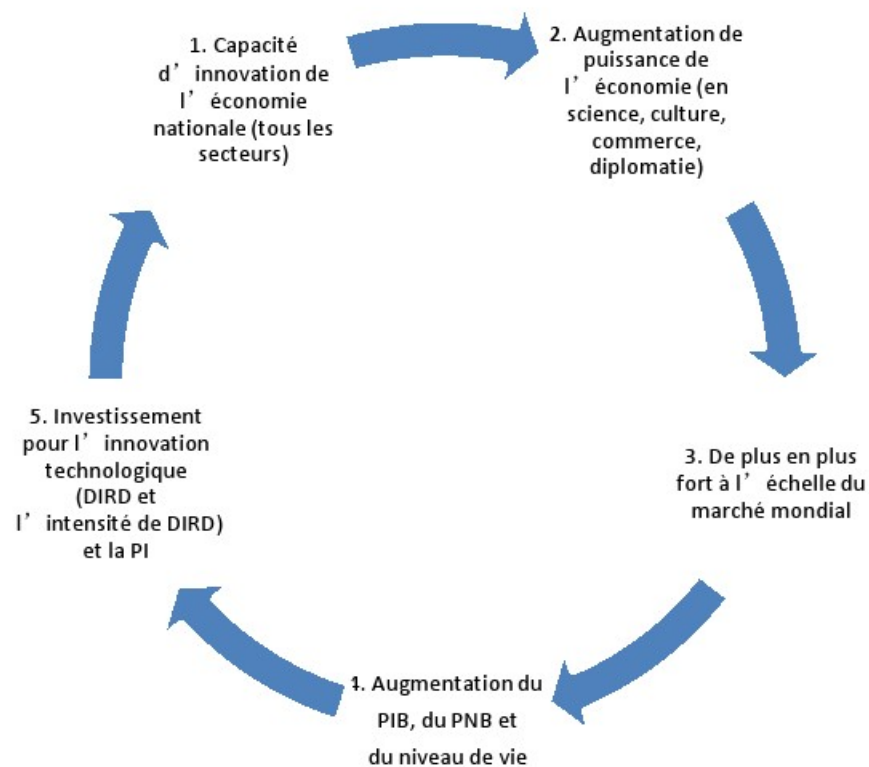 1. Capacité
d’ innovation de
l’ économie
nationale (tous les
secteurs)
2. Augmentation de
puissance de
l’ économie (en
science, culture,
commerce,
diplomatie)
3. De plus en plus
fort à l’ échelle du
marché mondial
4. Augmentation du
PIB, du PNB et
du niveau de vie
5. Investissement
pour l’ innovation
technologique
(DIRD et
l’ intensité de DIRD)
et la PI